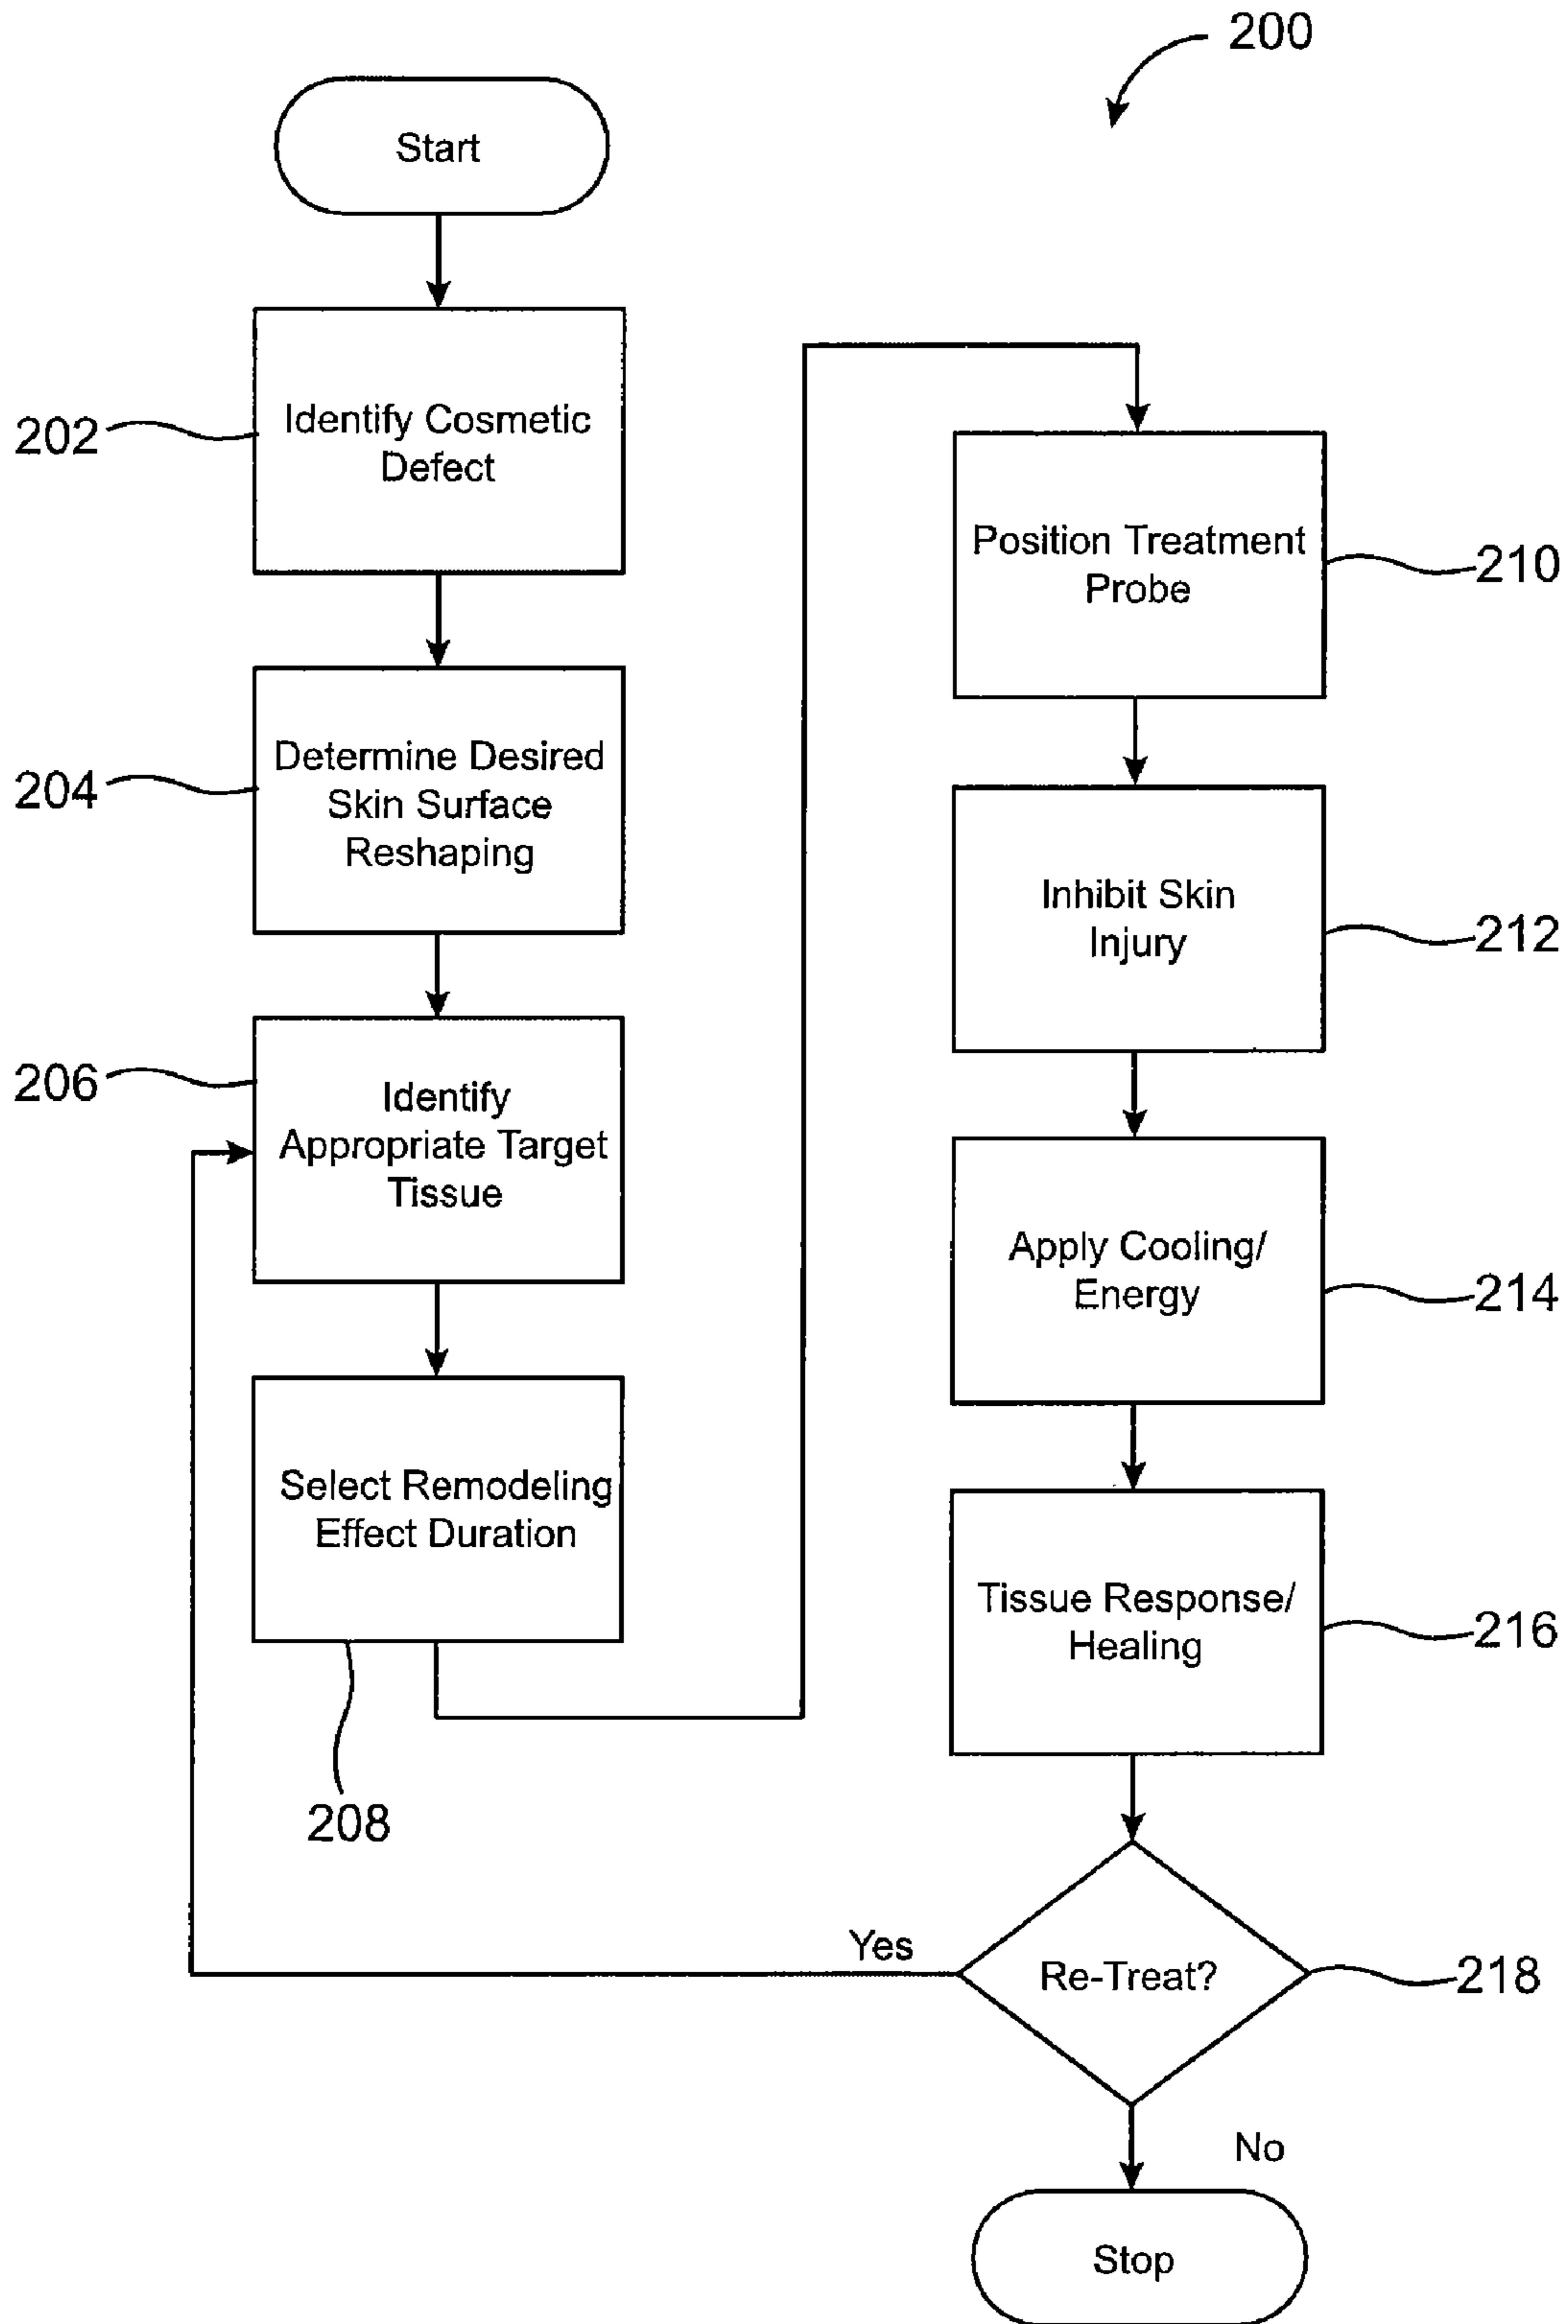 200
Start
202
Identify Cosmetic
Defect
204
Determine Desired
Skin Surface
Reshaping
206
Identify
Appropriate Target
Tissue
Select Remodeling
Effect Duration
208
Position Treatment
Probe
210
Inhibit Skin
Injury
212
Apply Cooling/
Energy
214
Tissue Response/
Healing
216
Yes
Re-Treat?
218
No
Stop